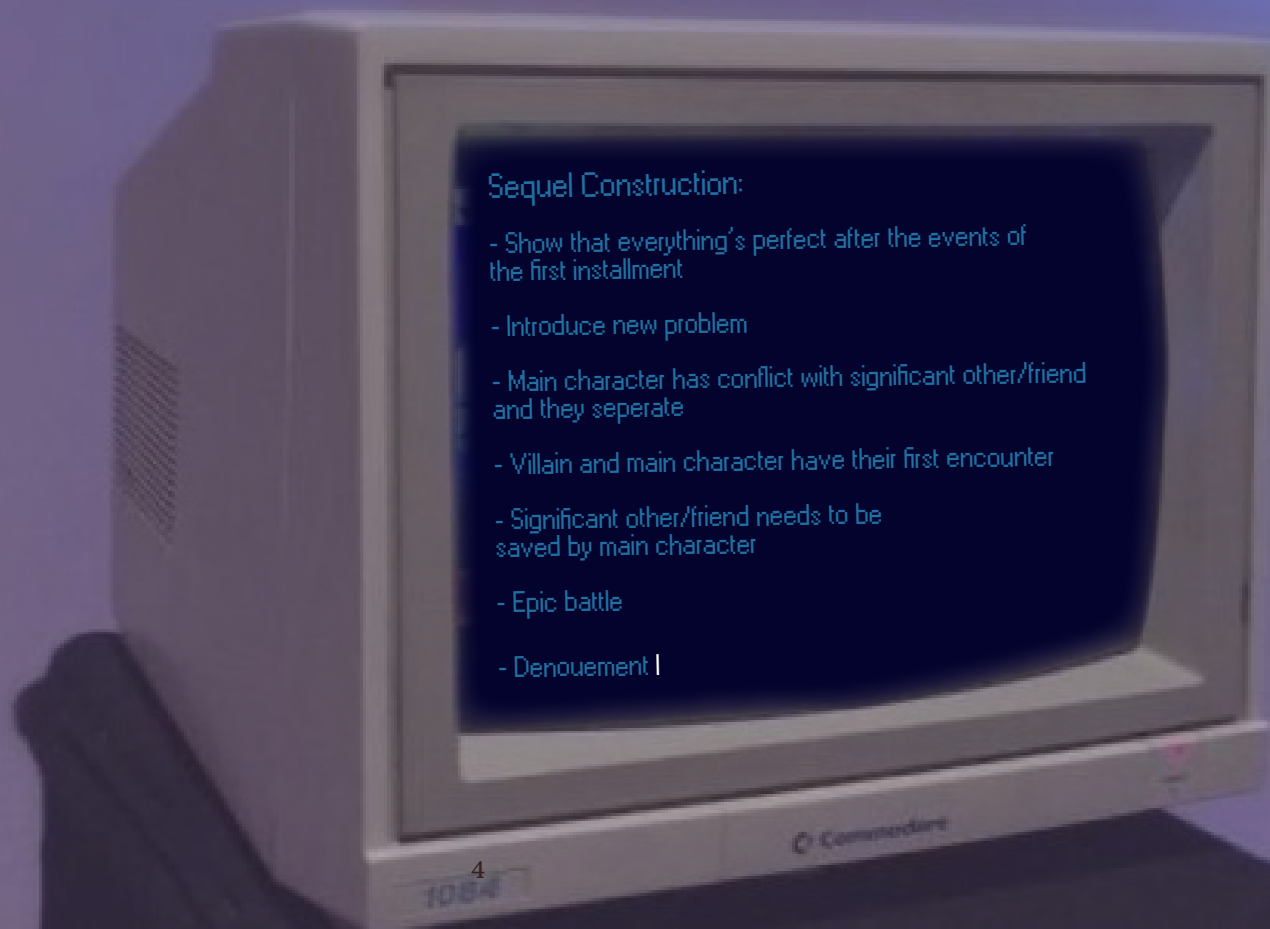 Sequel Construction:
- Show that everything's perfect after the events of
the first installment
- Introduce new problem
- Main character has conflict with significant other/friend
and they seperate
- Villain and main character have their first encounter
- Significant other/friend needs to be
saved by main character
- Epic battle
- Denouement
Commodore
4
1084